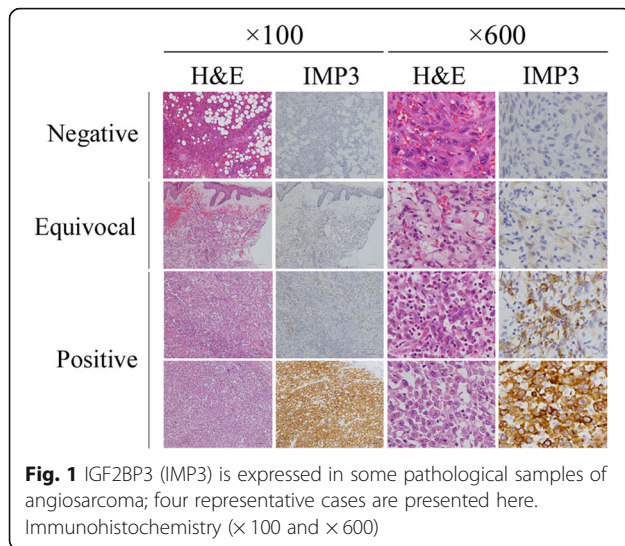 ×100 ×600
H&E IMP3 H&E IMP3
Negative
Equivocal
Positive
Fig. 1 IGF2BP3 (IMP3) is expressed in some pathological samples of
angiosarcoma; four representative cases are presented here.
Immunohistochemistry (× 100 and × 600)